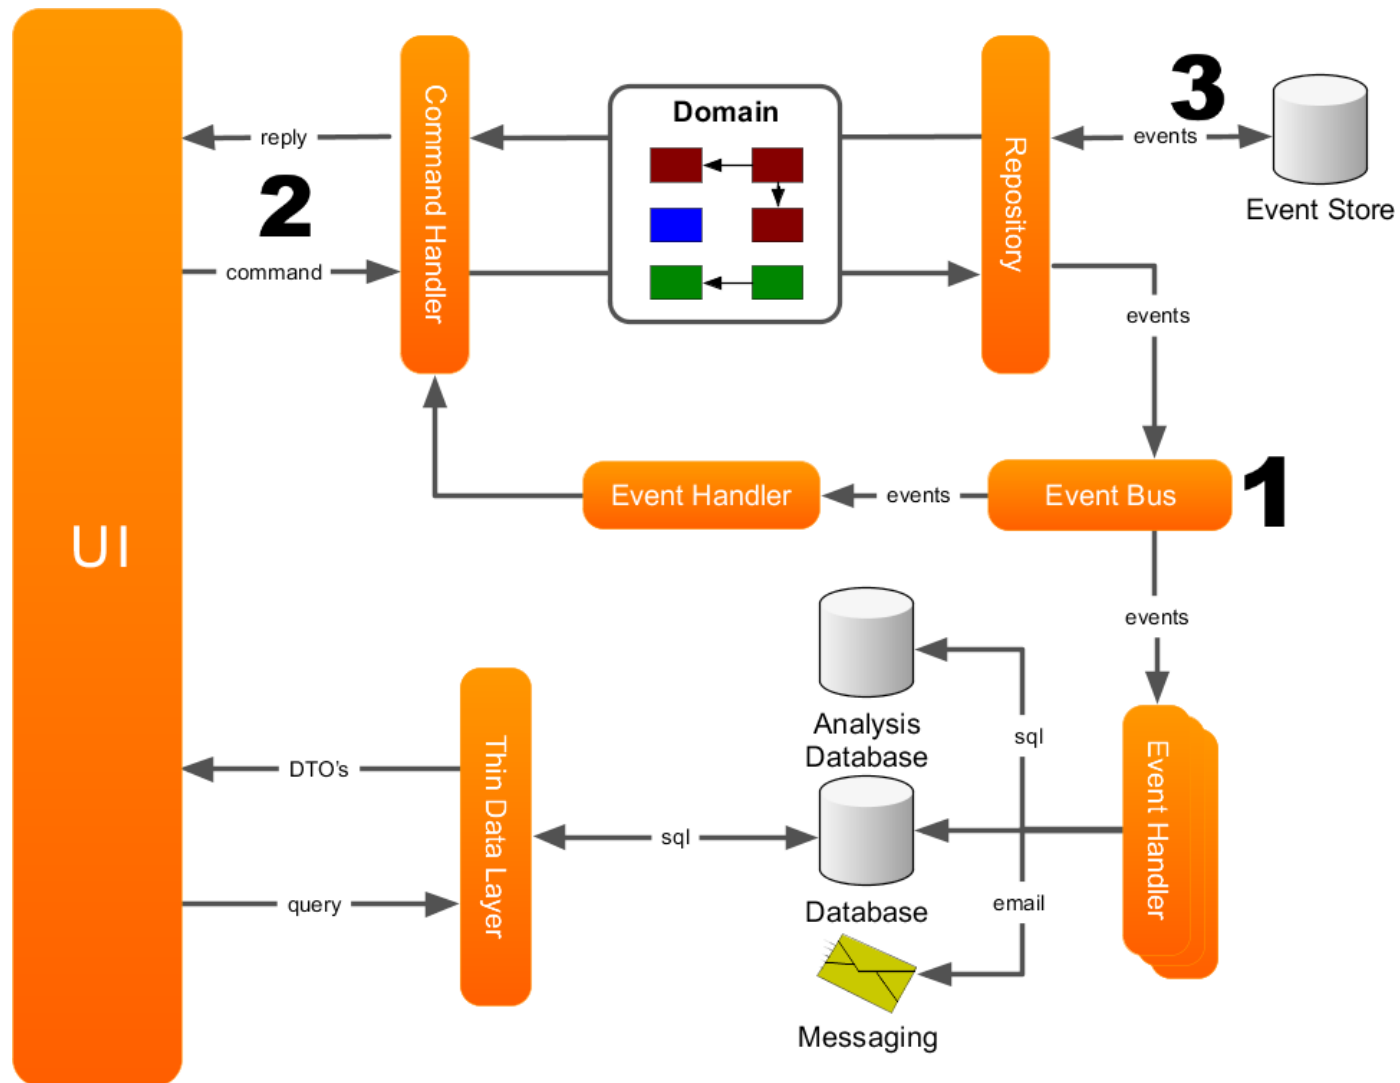 UI
reply
2
command
Command Handler
Domain
Repository
3
events
Event Store
events
Event Handler
events
Event Bus
1
events
Analysis
Database
sql
Event Handler
DTO's
Thin Data Layer
sql
Database
query
email
Messaging